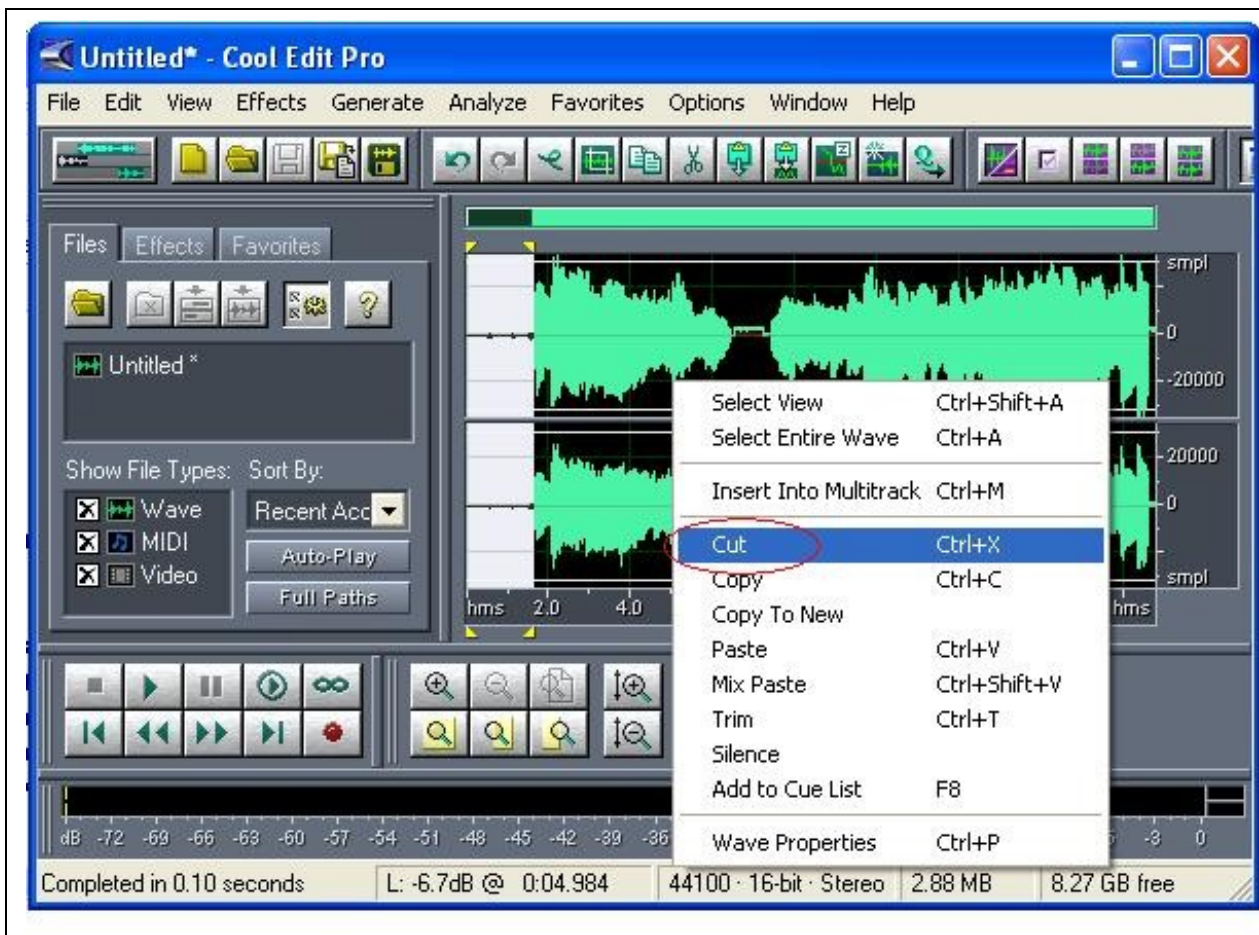 Untitled* - Cool Edit Pro
File Edit View Effects Generate Analyze Favorites Options Window Help
Files Effects Favorites
Untitled *
Show File Types: Sort By:
Wave
MIDI
Video
Recent Acc
Auto-Play
Full Paths
smpl
0
-20000
20000
0
smpl
hms 2.0 4.0 hms
Select View Ctrl+Shift+A
Select Entire Wave Ctrl+A
Insert Into Multitrack Ctrl+M
Cut Ctrl+X
Copy Ctrl+C
Copy To New
Paste Ctrl+V
Mix Paste Ctrl+Shift+V
Trim Ctrl+T
Silence
Add to Cue List F8
Wave Properties Ctrl+P
dB -72 -69 -66 -63 -60 -57 -54 -51 -48 -45 -42 -39 -36 -3 0
Completed in 0.10 seconds L: -6.7dB @ 0:04.984 44100 · 16-bit · Stereo 2.88 MB 8.27 GB free